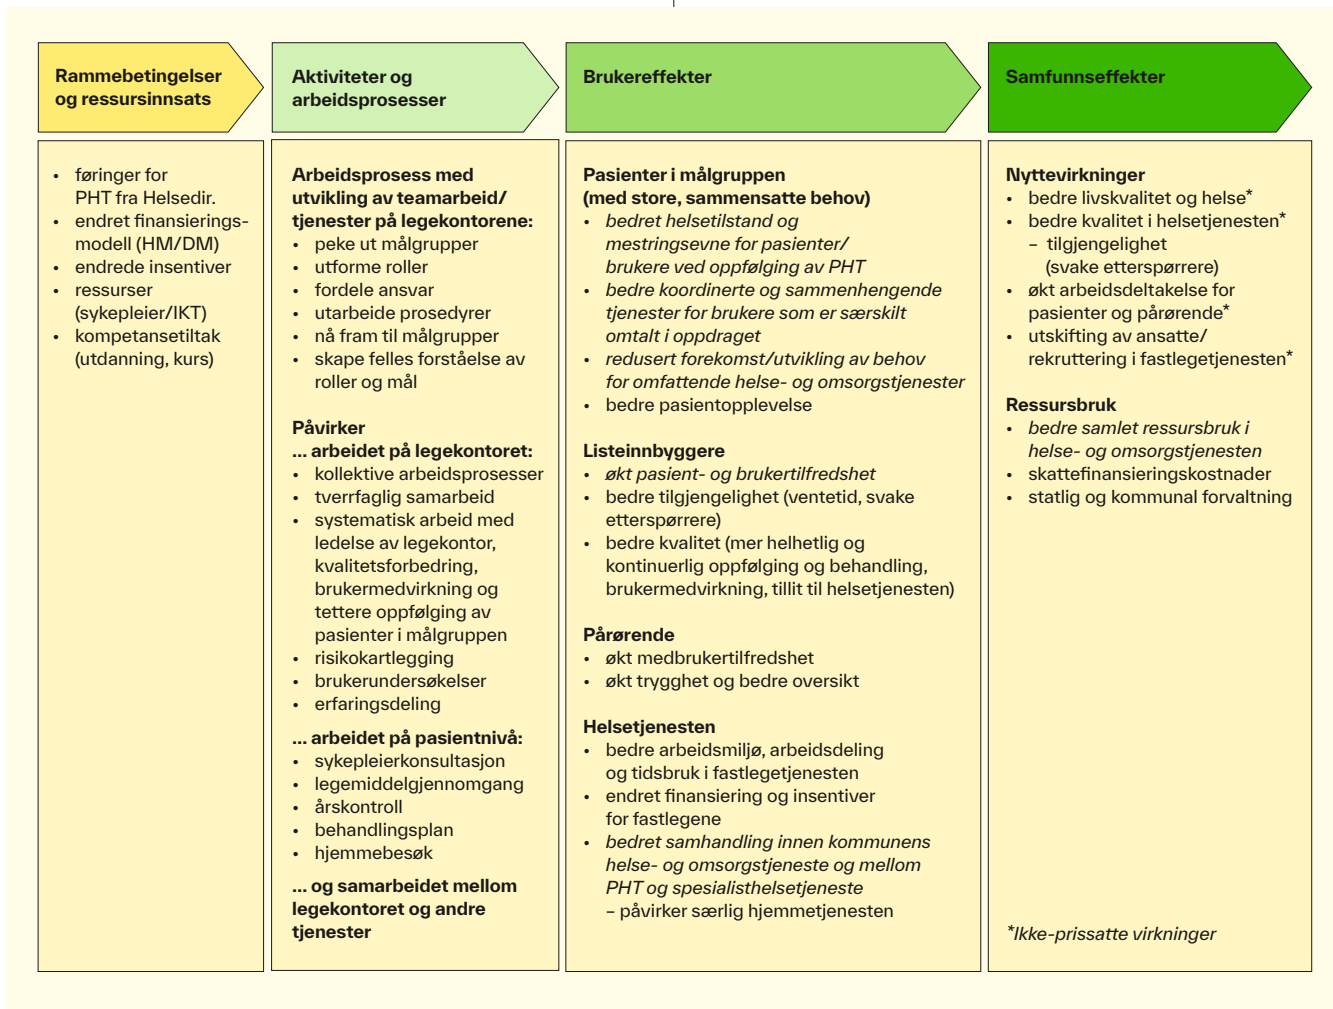 Rammebetingelser
og ressursinnsats
• føringer for
PHT fra Helsedir.
• endret finansierings-
modell (HM/DM)
• endrede insentiver
• ressurser
(sykepleier/IKT)
• kompetansetiltak
(utdanning, kurs)
Aktiviteter og
arbeidsprosesser
Arbeidsprosess med
utvikling av teamarbeid/
tjenester på legekontorene:
• peke ut målgrupper
• utforme roller
• fordele ansvar
• utarbeide prosedyrer
• nå fram til målgrupper
• skape felles forståelse av
roller og mål
Påvirker
... arbeidet på legekontoret:
• kollektive arbeidsprosesser
• tverrfaglig samarbeid
• systematisk arbeid med
ledelse av legekontor,
kvalitetsforbedring,
brukermedvirkning og
tettere oppfølging av
pasienter i målgruppen
• risikokartlegging
• brukerundersøkelser
• erfaringsdeling
... arbeidet på pasientnivå:
• sykepleierkonsultasjon
• legemiddelgjennomgang
• årskontroll
• behandlingsplan
• hjemmebesøk
... og samarbeidet mellom
legekontoret og andre
tjenester
Brukereffekter
Pasienter i målgruppen
(med store, sammensatte behov)
• bedret helsetilstand og
mestringsevne for pasienter/
brukere ved oppfølging av PHT
• bedre koordinerte og sammenhengende
tjenester for brukere som er særskilt
omtalt i oppdraget
• redusert forekomst/utvikling av behov
for omfattende helse- og omsorgstjenester
• bedre pasientopplevelse
Listeinnbyggere
• økt pasient- og brukertilfredshet
• bedre tilgjengelighet (ventetid, svake
etterspørrere)
• bedre kvalitet (mer helhetlig og
kontinuerlig oppfølging og behandling,
brukermedvirkning, tillit til helsetjenesten)
Pårørende
• økt medbrukertilfredshet
• økt trygghet og bedre oversikt
Helsetjenesten
• bedre arbeidsmiljø, arbeidsdeling
og tidsbruk i fastlegetjenesten
• endret finansiering og insentiver
for fastlegene
• bedret samhandling innen kommunens
helse- og omsorgstjeneste og mellom
PHT og spesialisthelsetjeneste
– påvirker særlig hjemmetjenesten
Samfunnseffekter
Nyttevirkninger
• bedre livskvalitet og helse*
• bedre kvalitet i helsetjenesten*
– tilgjengelighet
(svake etterspørrere)
• økt arbeidsdeltakelse for
pasienter og pårørende*
• utskifting av ansatte/
rekruttering i fastlegetjenesten*
Ressursbruk
• bedre samlet ressursbruk i
helse- og omsorgstjenesten
• skattefinansieringskostnader
• statlig og kommunal forvaltning
*Ikke-prissatte virkninger